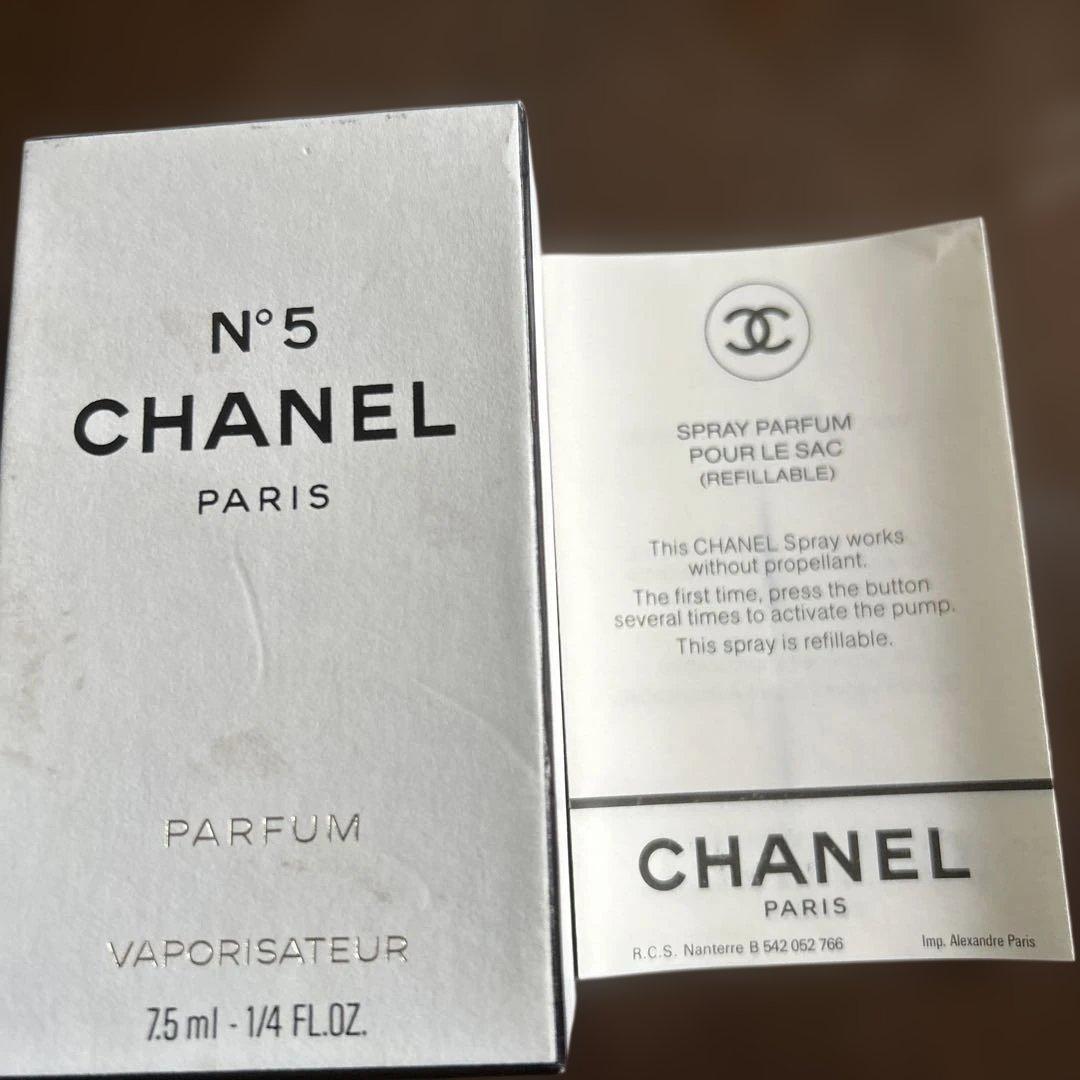 N°5
CHANEL
PARIS
PARFUM
VAPORISATEUR
7.5 ml - 1/4 FL.OZ.
SPRAY PARFUM
POUR LE SAC
(REFILLABLE)
This CHANEL Spray works
without propellant.
The first time, press the button
several times to activate the pump.
This spray is refillable.
CHANEL
PARIS
R.C.S. Nanterre B 542 052 766 Imp. Alexandre Paris